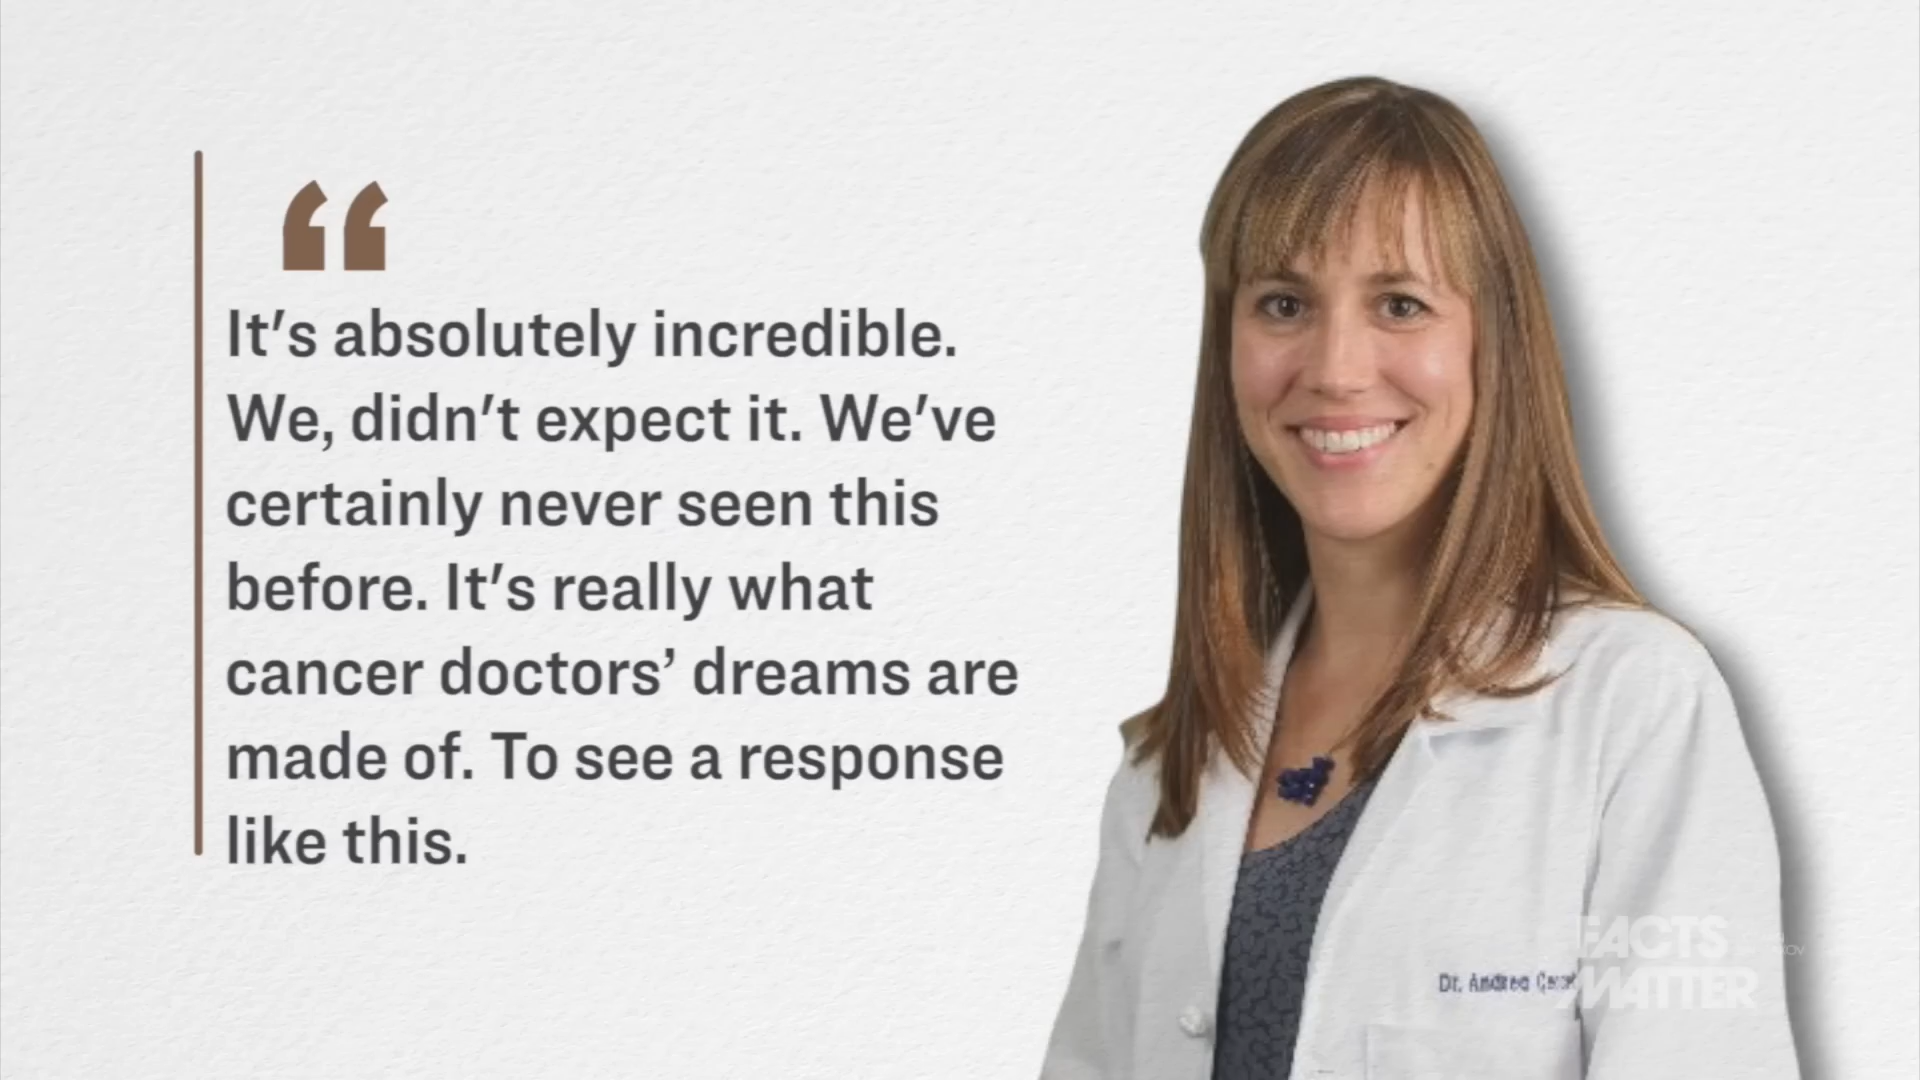 “
It's absolutely incredible.
We, didn't expect it. We've
certainly never seen this
before. It's really what
cancer doctors’ dreams are
made of. To see a response
like this.
Dr. Andrea
FACTS
MATTER